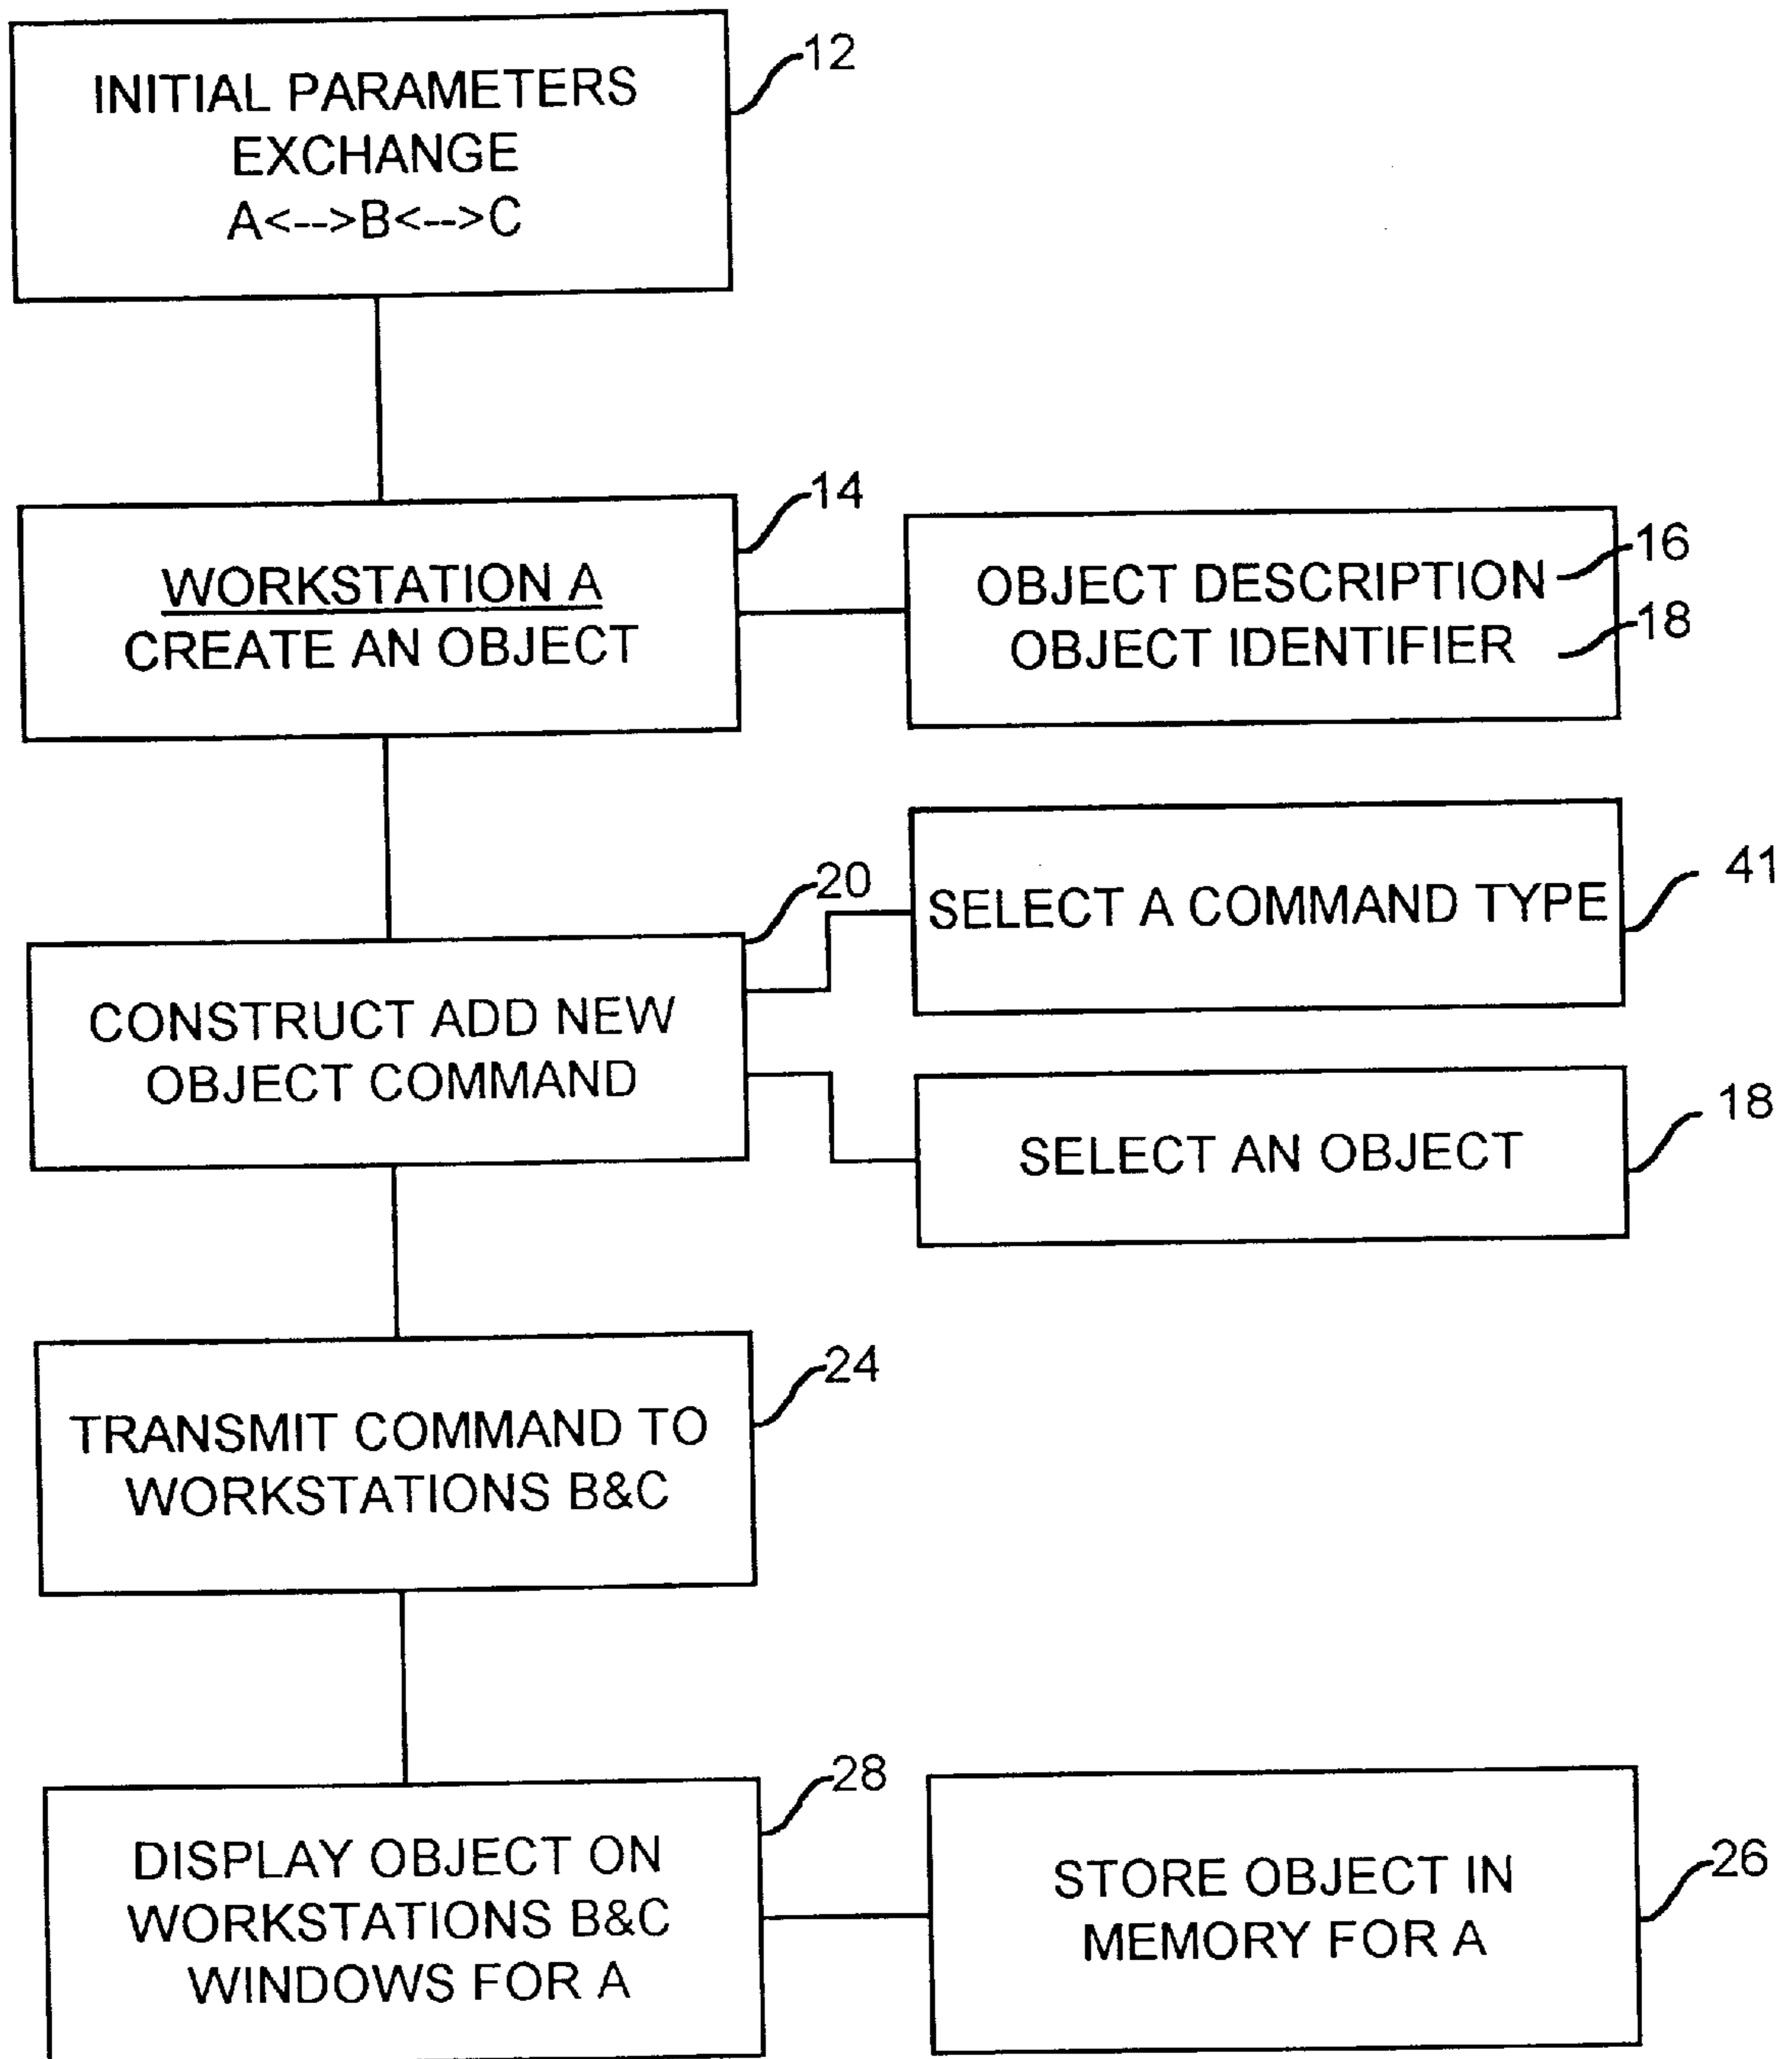 INITIAL PARAMETERS
EXCHANGE
A<-->B<-->C
12
WORKSTATION A
CREATE AN OBJECT
14
OBJECT DESCRIPTION
16
OBJECT IDENTIFIER
18
CONSTRUCT ADD NEW
OBJECT COMMAND
20
SELECT A COMMAND TYPE
41
SELECT AN OBJECT
18
TRANSMIT COMMAND TO
WORKSTATIONS B&C
24
DISPLAY OBJECT ON
WORKSTATIONS B&C
WINDOWS FOR A
28
STORE OBJECT IN
MEMORY FOR A
26